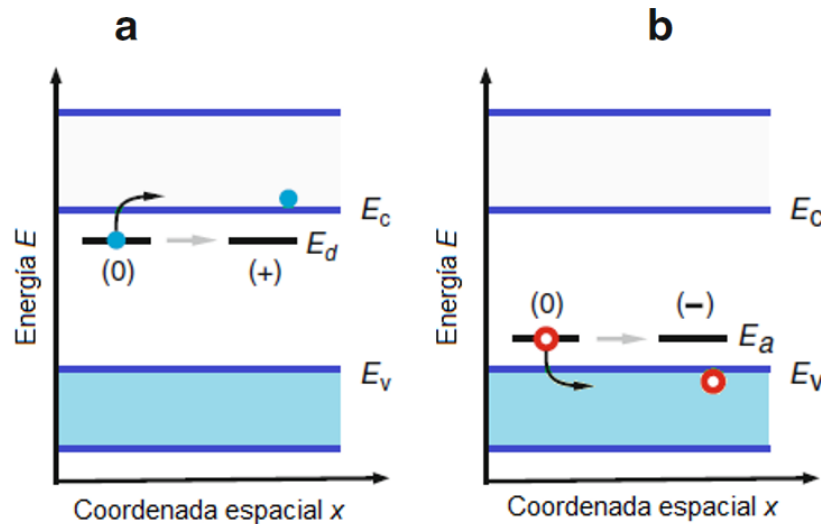 a
b
Energía E
E_c
E_d
(0)
(+)
E_v
Coordenada espacial x
Energía E
E_c
(0)
(−)
E_a
E_v
Coordenada espacial x